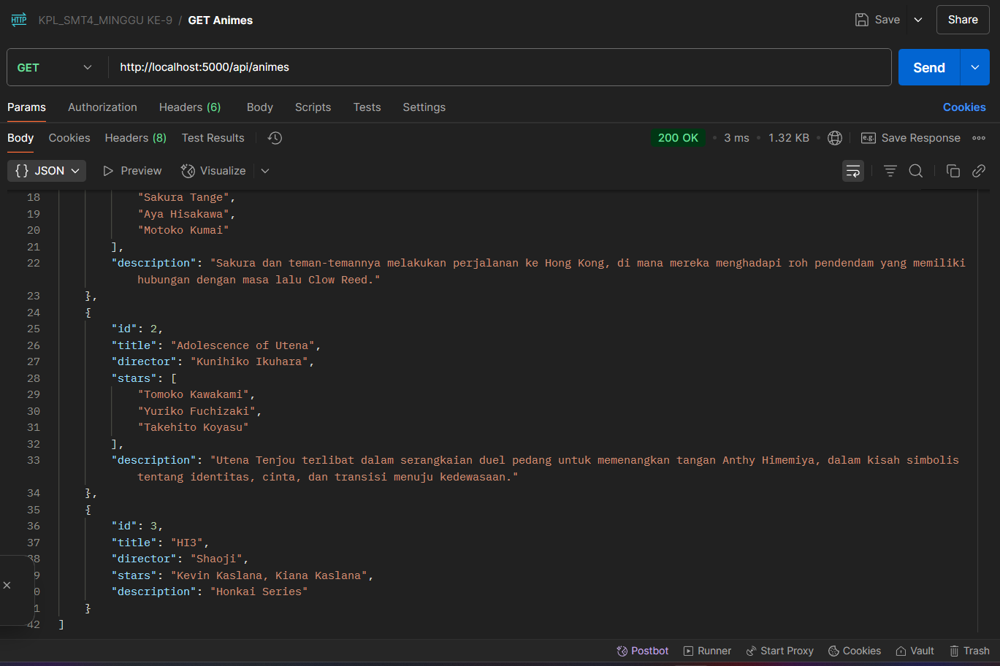 HTTP KPL_SMT4_MINGGU KE-9 / GET Animes Save Share
GET http://localhost:5000/api/animes Send
Params Authorization Headers (6) Body Scripts Tests Settings Cookies
Body Cookies Headers (8) Test Results 200 OK • 3 ms • 1.32 KB • e.g. Save Response
{} JSON Preview Visualize
18 "Sakura Tange",
19 "Aya Hisakawa",
20 "Motoko Kumai"
21 ],
22 "description": "Sakura dan teman-temannya melakukan perjalanan ke Hong Kong, di mana mereka menghadapi roh pendendam yang memiliki
hubungan dengan masa lalu Clow Reed."
23 },
24 {
25 "id": 2,
26 "title": "Adolescence of Utena",
27 "director": "Kunihiko Ikuhara",
28 "stars": [
29 "Tomoko Kawakami",
30 "Yuriko Fuchizaki",
31 "Takehito Koyasu"
32 ],
33 "description": "Utena Tenjou terlibat dalam serangkaian duel pedang untuk memenangkan tangan Anthy Himemiya, dalam kisah simbolis
tentang identitas, cinta, dan transisi menuju kedewasaan."
34 },
35 {
36 "id": 3,
37 "title": "HI3",
38 "director": "Shaoji",
9 "stars": "Kevin Kaslana, Kiana Kaslana",
0 "description": "Honkai Series"
1 }
42 ]
Postbot Runner Start Proxy Cookies Vault Trash